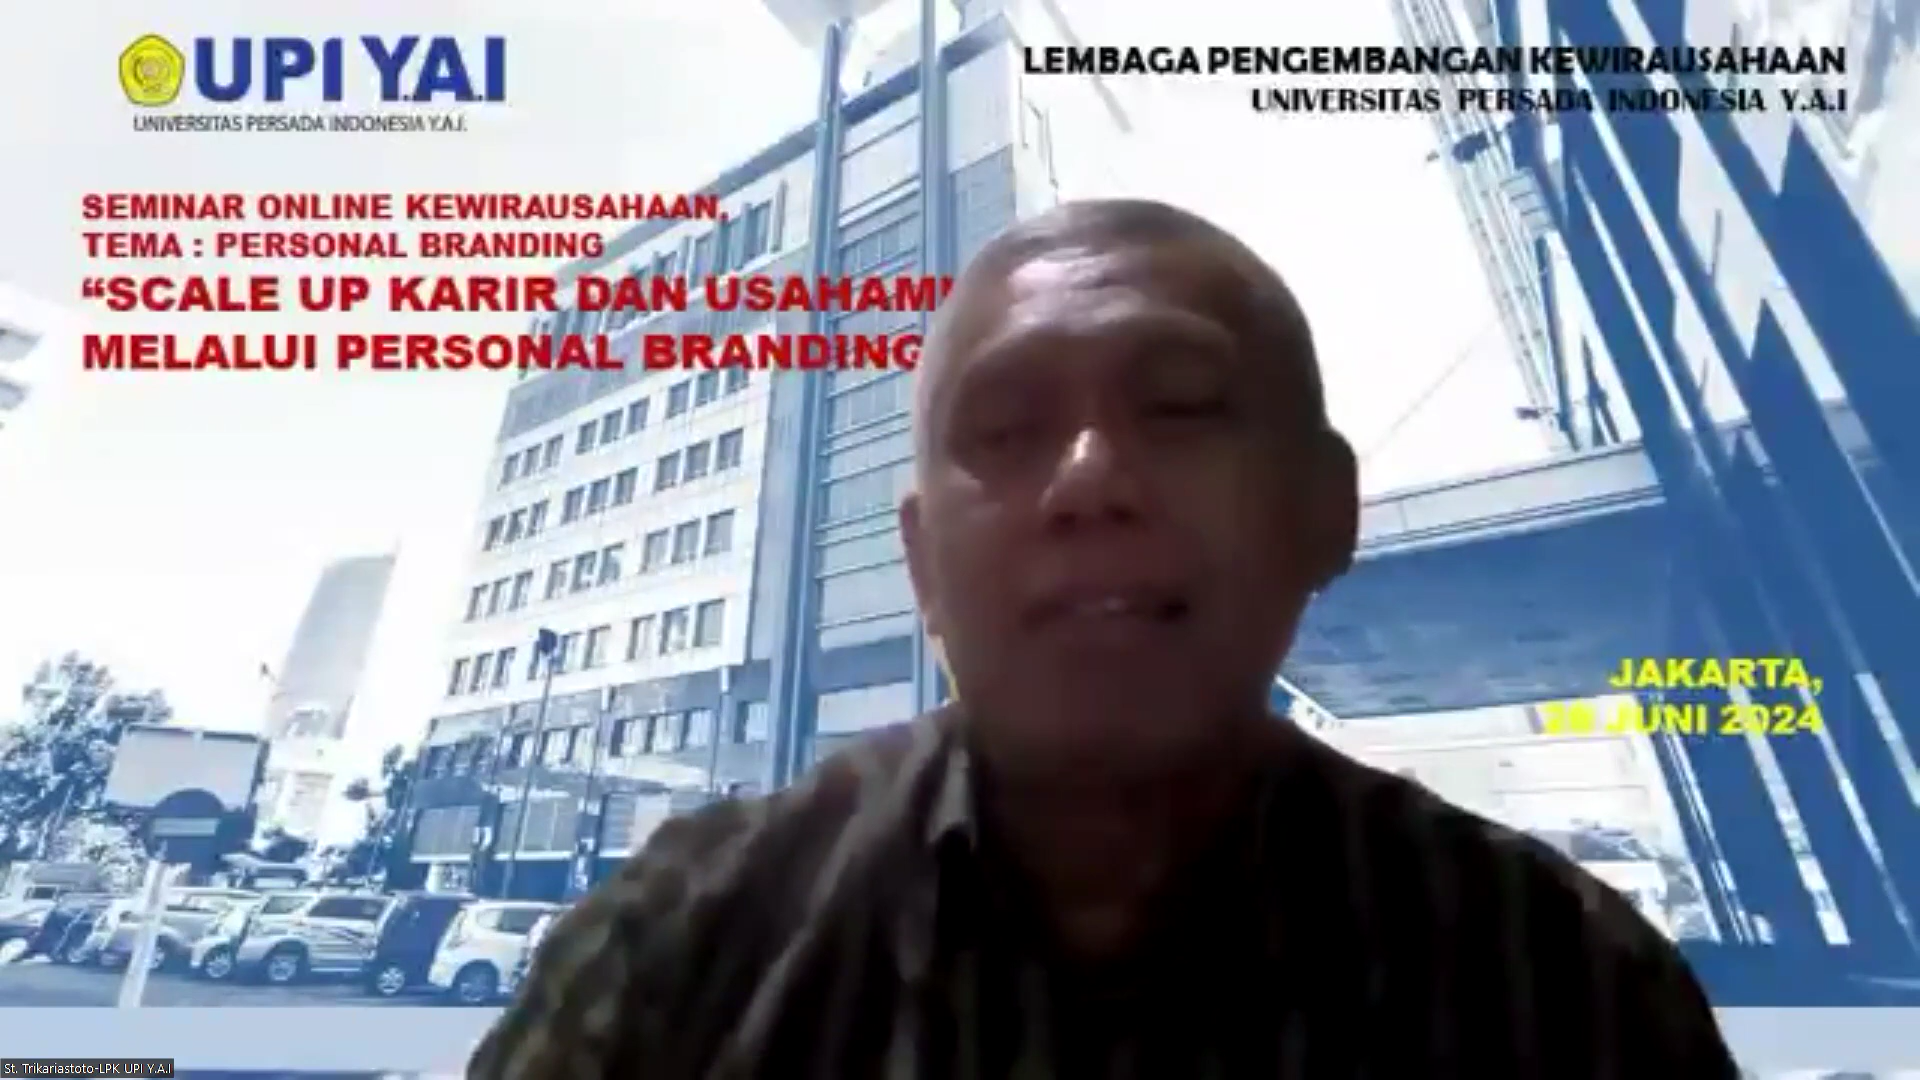 UPI Y.A.I
UNIVERSITAS PERSADA INDONESIA Y.A.I.
LEMBAGA PENGEMBANGAN KEWIRAUSAHAAN
UNIVERSITAS PERSADA INDONESIA Y.A.I
SEMINAR ONLINE KEWIRAUSAHAAN,
TEMA : PERSONAL BRANDING
“SCALE UP KARIR DAN USAHAM
MELALUI PERSONAL BRANDING
JAKARTA,
JUNI 2024
St. Trikariastoto-LPK UPI Y.A.I